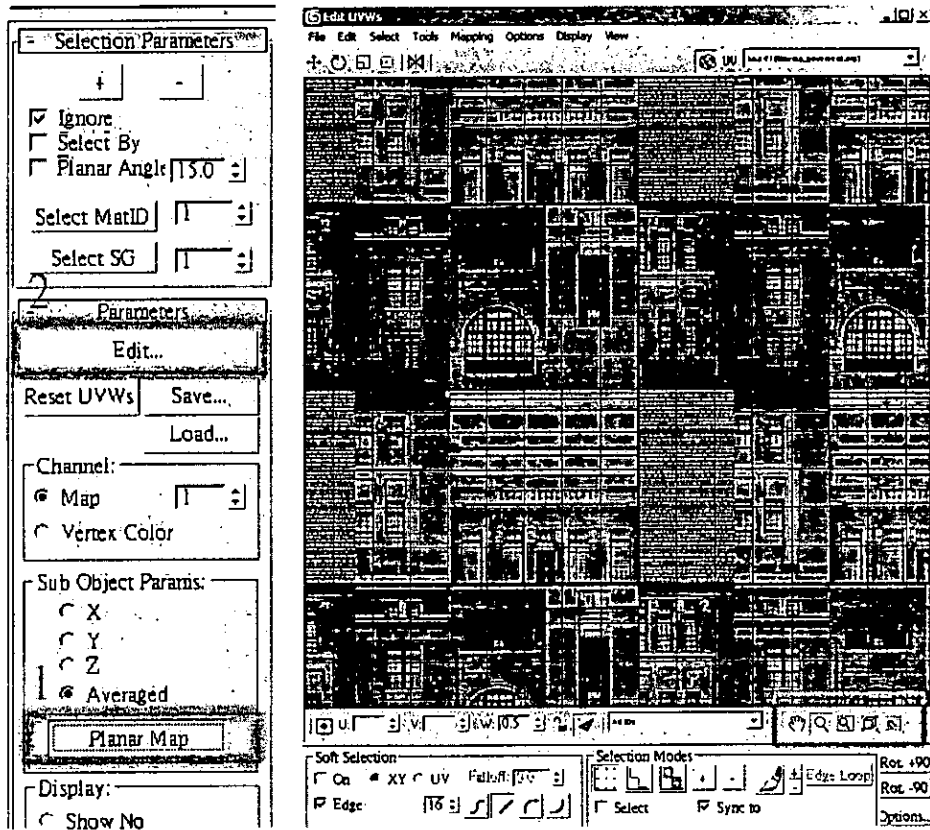 Selection Parameters
+ -
Ignore
Select By
Planar Angle 15.0
Select MatID 1
Select SG 1
2
Parameters
Edit...
Reset UVWs Save...
Load...
Channel:
Map 1
Vertex Color
Sub Object Params:
X
Y
Z
1
Averaged
Planar Map
Display:
Show No
Edit UVWs
File Edit Select Tools Mapping Options Display View
UV
U: V: W: 0.5
All IDs
Soft Selection
On XY UV Falloff:
Edge 16
Selection Modes
+ - Edge Loop
Select Sync to
Rot. +90
Rot. -90
Options...